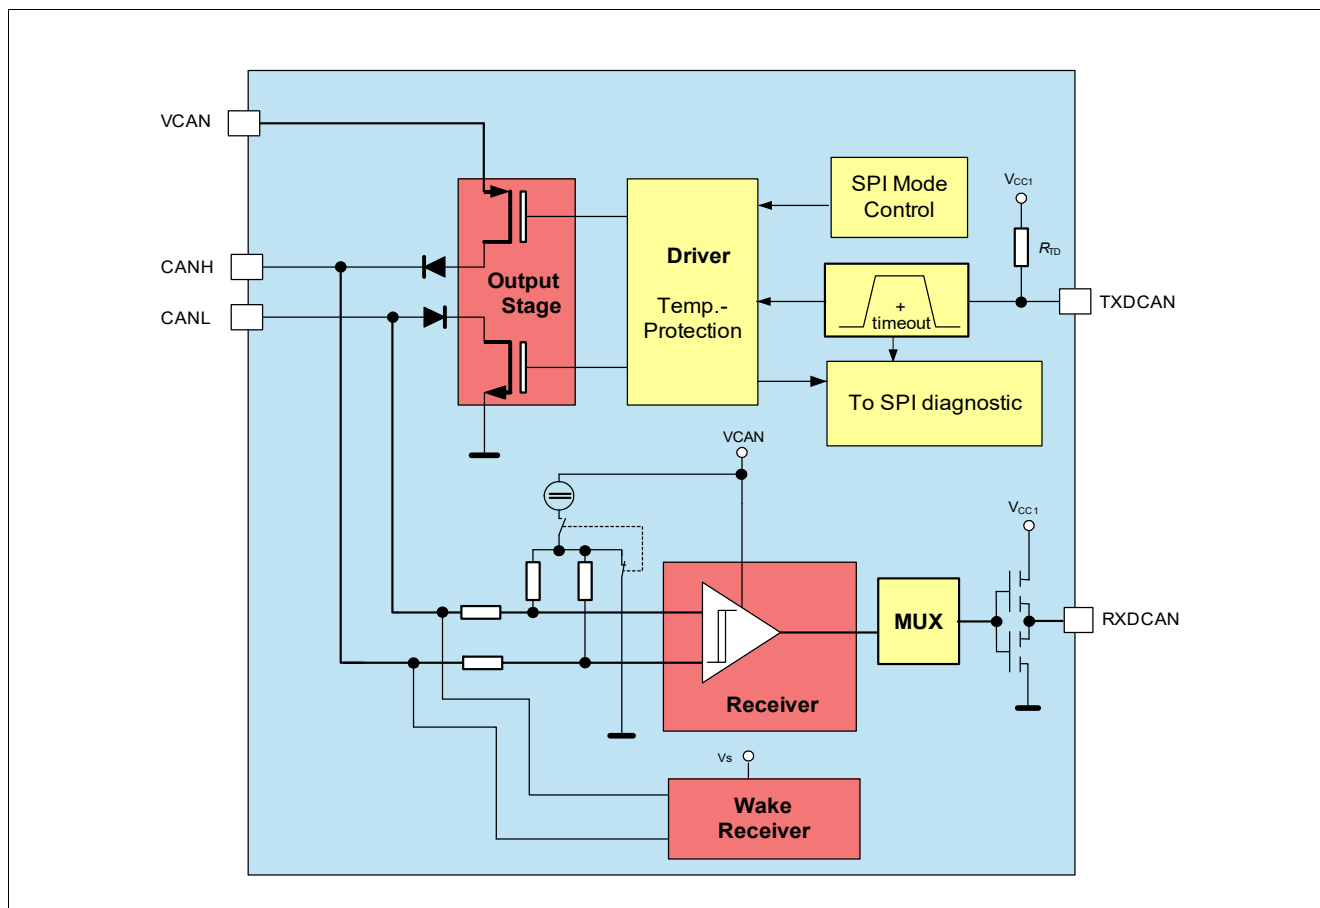 VCAN
SPI Mode
Control
VCC1
RTD
CANH
Driver
Output
Stage
CANL
Temp.-
Protection
+
timeout
TXDCAN
To SPI diagnostic
VCAN
VCC1
MUX
RXDCAN
Receiver
Vs
Wake
Receiver